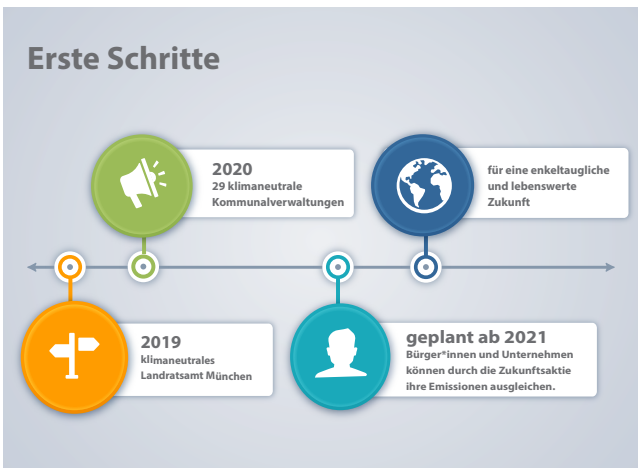 Erste Schritte
2020
29 klimaneutrale
Kommunalverwaltungen
für eine enkeltaugliche
und lebenswerte
Zukunft
2019
klimaneutrales
Landratsamt München
geplant ab 2021
Bürger*innen und Unternehmen
können durch die Zukunftsaktie
ihre Emissionen ausgleichen.